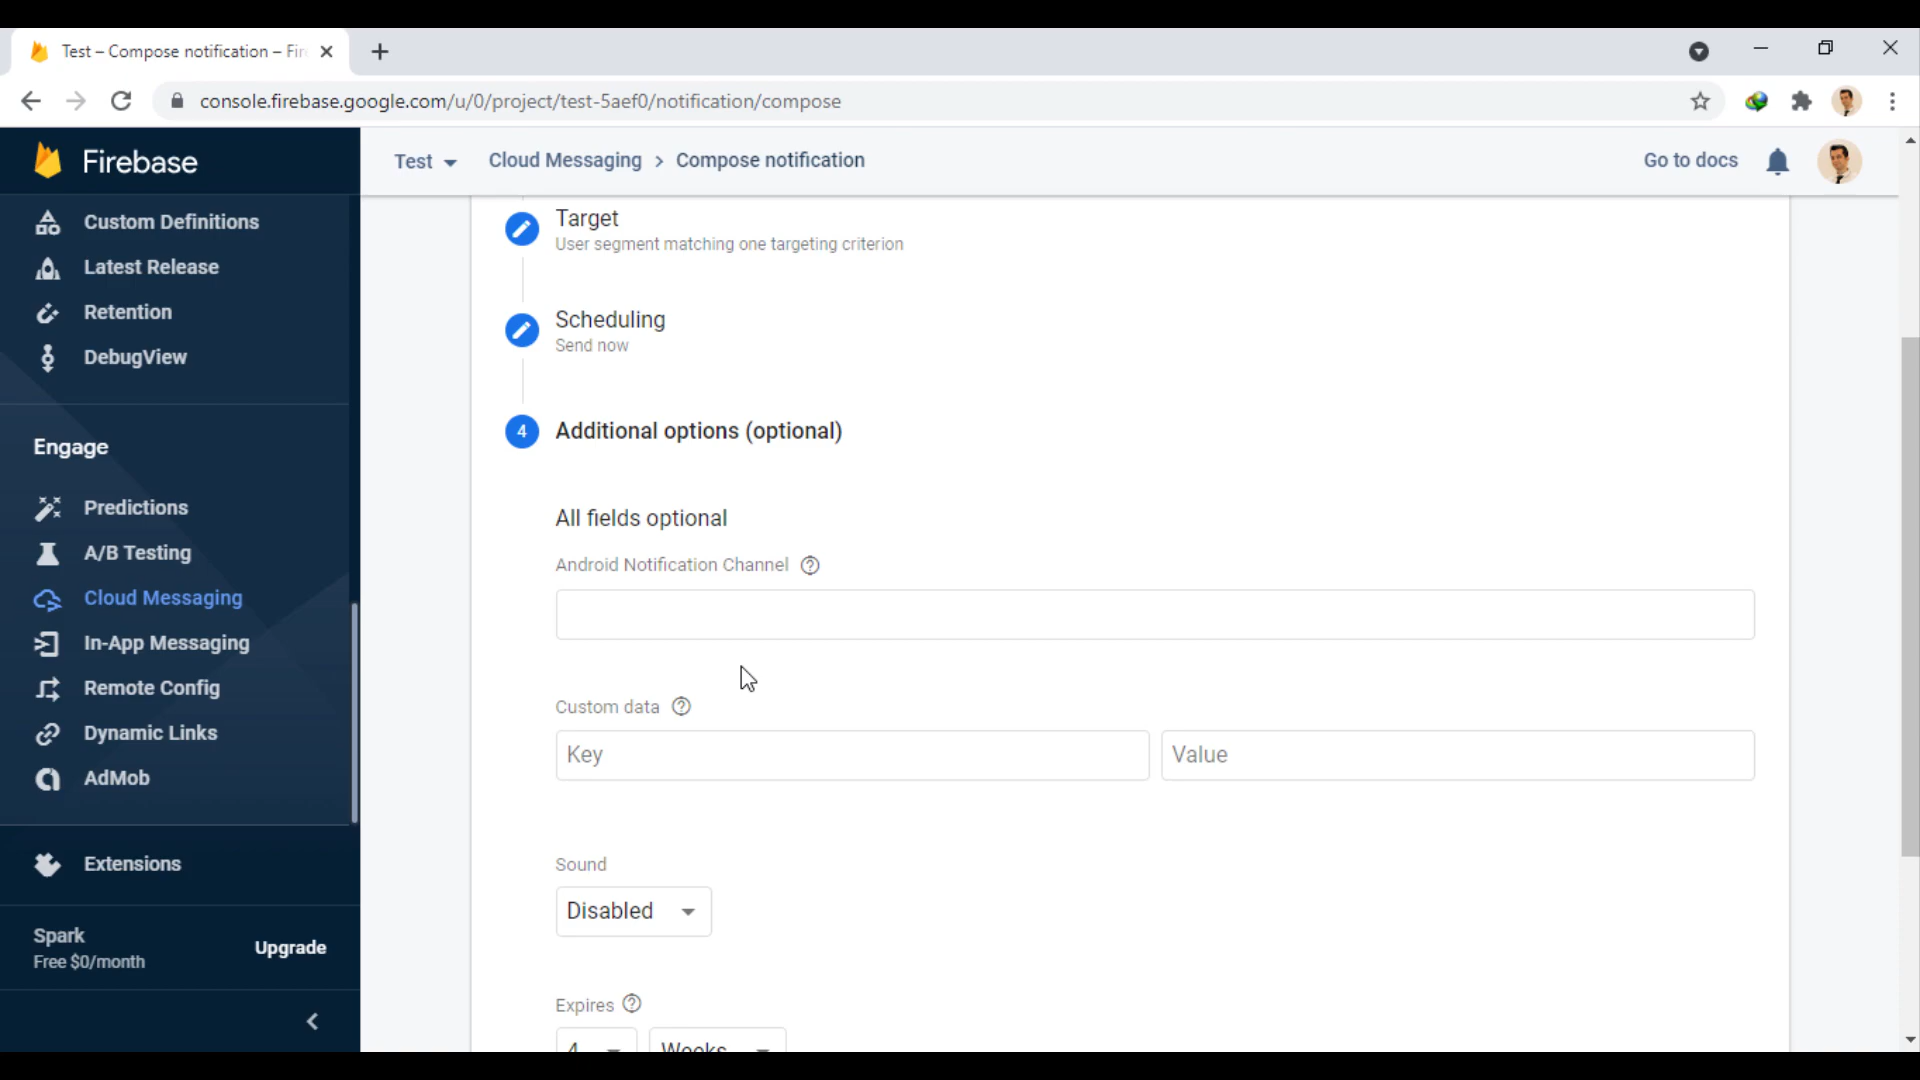 Test – Compose notification – Fir
console.firebase.google.com/u/0/project/test-5aef0/notification/compose
Firebase
Test
Cloud Messaging > Compose notification
Go to docs
Custom Definitions
Latest Release
Retention
DebugView
Engage
Predictions
A/B Testing
Cloud Messaging
In-App Messaging
Remote Config
Dynamic Links
AdMob
Extensions
Spark
Free $0/month
Upgrade
Target
User segment matching one targeting criterion
Scheduling
Send now
4 Additional options (optional)
All fields optional
Android Notification Channel
Custom data
Key
Value
Sound
Disabled
Expires
4 Weeks